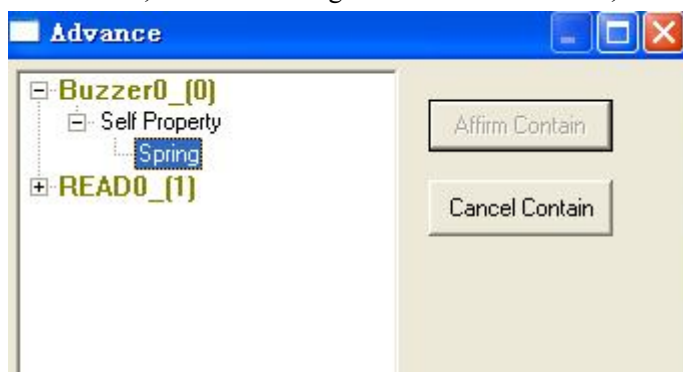 Advance
Buzzer0_(0)
Self Property
Spring
READ0_(1)
Affirm Contain
Cancel Contain